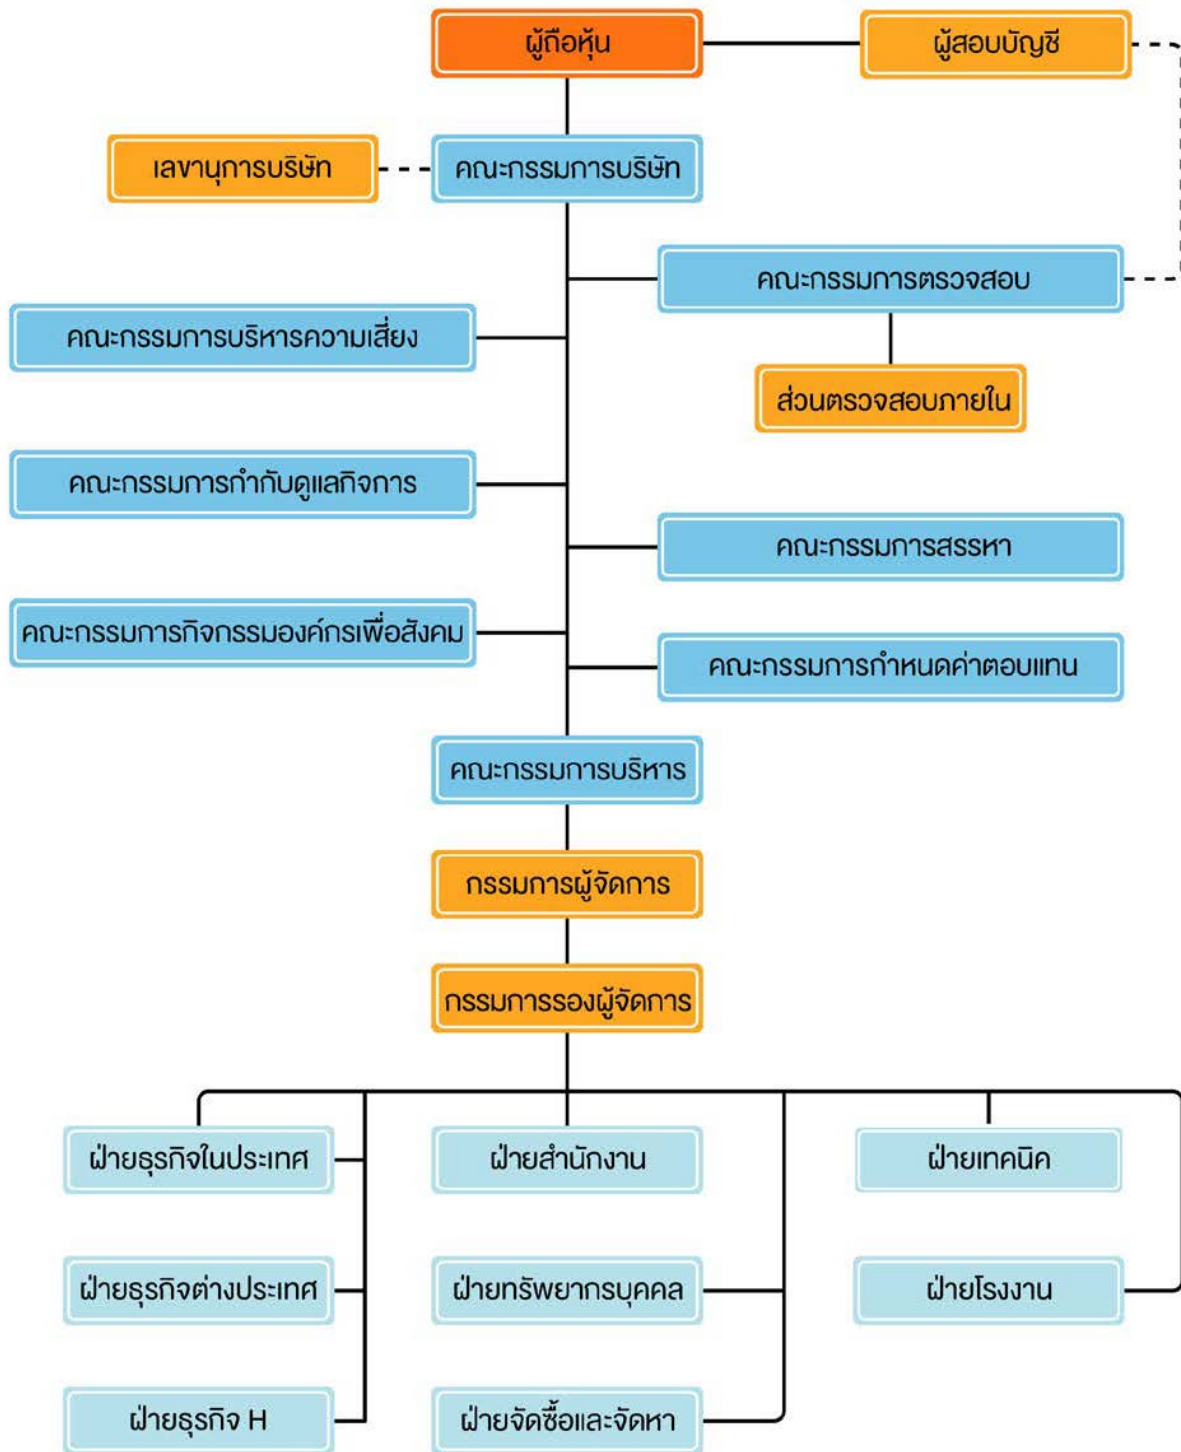 ผู้ถือหุ้น
ผู้สอบบัญชี
เลขานุการบริษัท
คณะกรรมการบริษัท
คณะกรรมการตรวจสอบ
คณะกรรมการบริหารความเสี่ยง
ส่วนตรวจสอบภายใน
คณะกรรมการกำกับดูแลกิจการ
คณะกรรมการสรรหา
คณะกรรมการกิจกรรมองค์กรเพื่อสังคม
คณะกรรมการกำหนดค่าตอบแทน
คณะกรรมการบริหาร
กรรมการผู้จัดการ
กรรมการรองผู้จัดการ
ฝ่ายธุรกิจในประเทศ
ฝ่ายสำนักงาน
ฝ่ายเทคนิค
ฝ่ายธุรกิจต่างประเทศ
ฝ่ายทรัพยากรบุคคล
ฝ่ายโรงงาน
ฝ่ายธุรกิจ H
ฝ่ายจัดซื้อและจัดหา